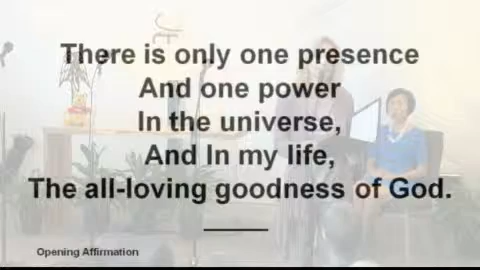 There is only one presence
And one power
In the universe,
And In my life,
The all-loving goodness of God.
Opening Affirmation